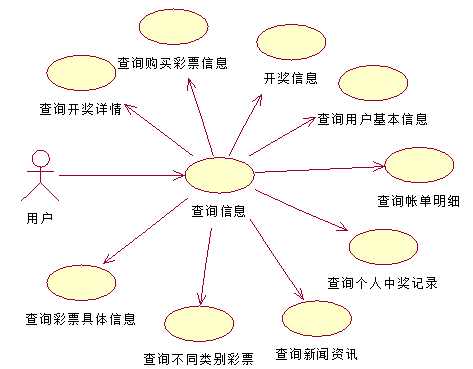 查询购买彩票信息
开奖信息
查询开奖详情
查询用户基本信息
查询帐单明细
用户
查询信息
查询个人中奖记录
查询彩票具体信息
查询不同类别彩票
查询新闻资讯